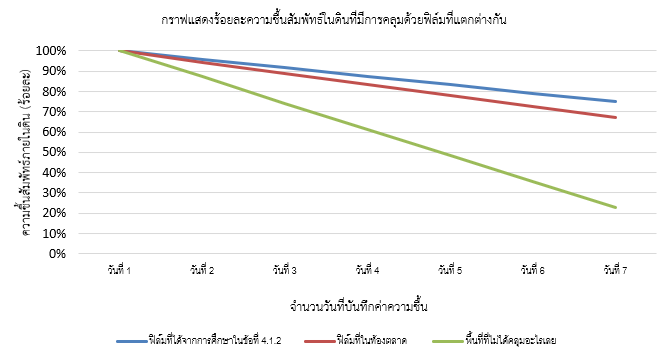 กราฟแสดงร้อยละความชื้นสัมพัทธ์ในดินที่มีการคลุมด้วยฟิล์มที่แตกต่างกัน
ความชื้นสัมพัทธ์ภายในดิน (ร้อยละ)
100%
90%
80%
70%
60%
50%
40%
30%
20%
10%
0%
วันที่ 1 วันที่ 2 วันที่ 3 วันที่ 4 วันที่ 5 วันที่ 6 วันที่ 7
จำนวนวันที่บันทึกค่าความชื้น
ฟิล์มที่ได้จากการศึกษาในข้อที่ 4.1.2 ฟิล์มที่ในท้องตลาด พื้นที่ที่ไม่ได้คลุมอะไรเลย